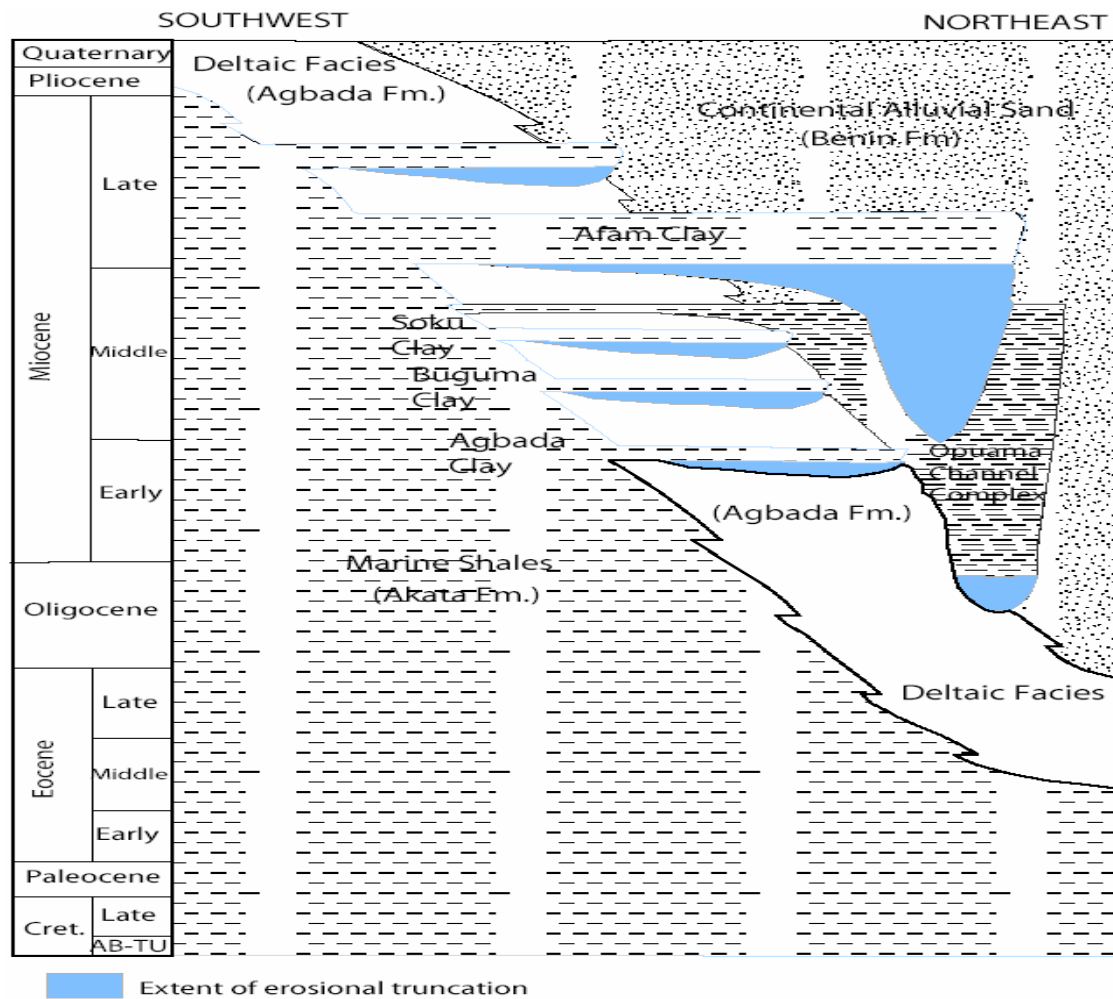 SOUTHWEST
NORTHEAST
Quaternary
Pliocene
Miocene
Late
Middle
Early
Oligocene
Eocene
Late
Middle
Early
Paleocene
Cret.
Late
AB-TU
Deltaic Facies
(Agbada Fm.)
Continental Alluvial Sand
(Benin Fm)
Afam Clay
Soku
Clay
Buguma
Clay
Agbada
Clay
Opuama
Channel
Complex
(Agbada Fm.)
Marine Shales
(Akata Fm.)
Deltaic Facies
Extent of erosional truncation